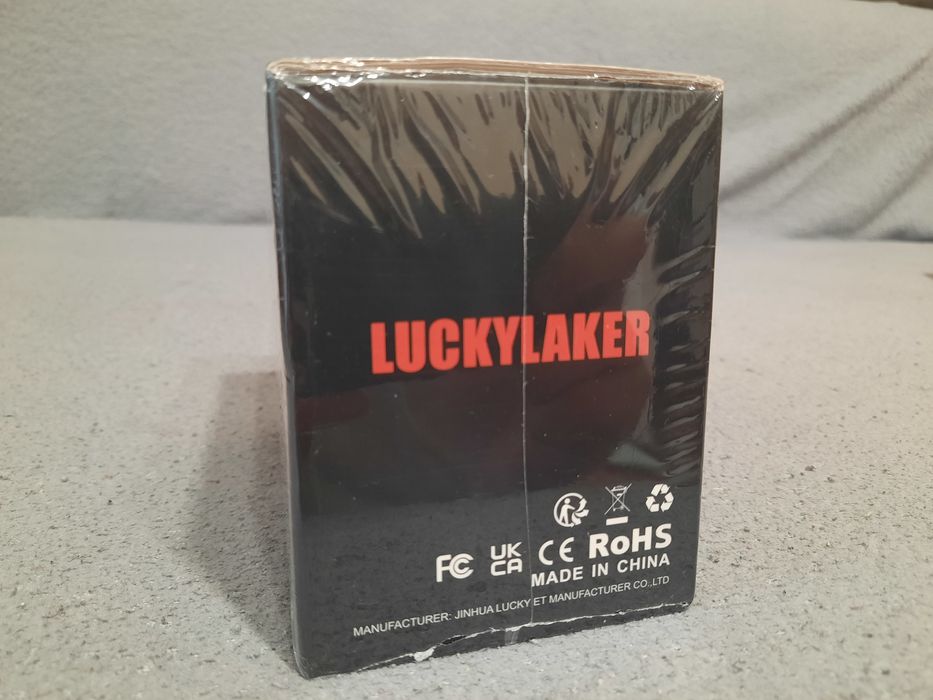 LUCKYLAKER
FC UK CA CE RoHS
MADE IN CHINA
MANUFACTURER: JINHUA LUCKY ET MANUFACTURER CO.,LTD